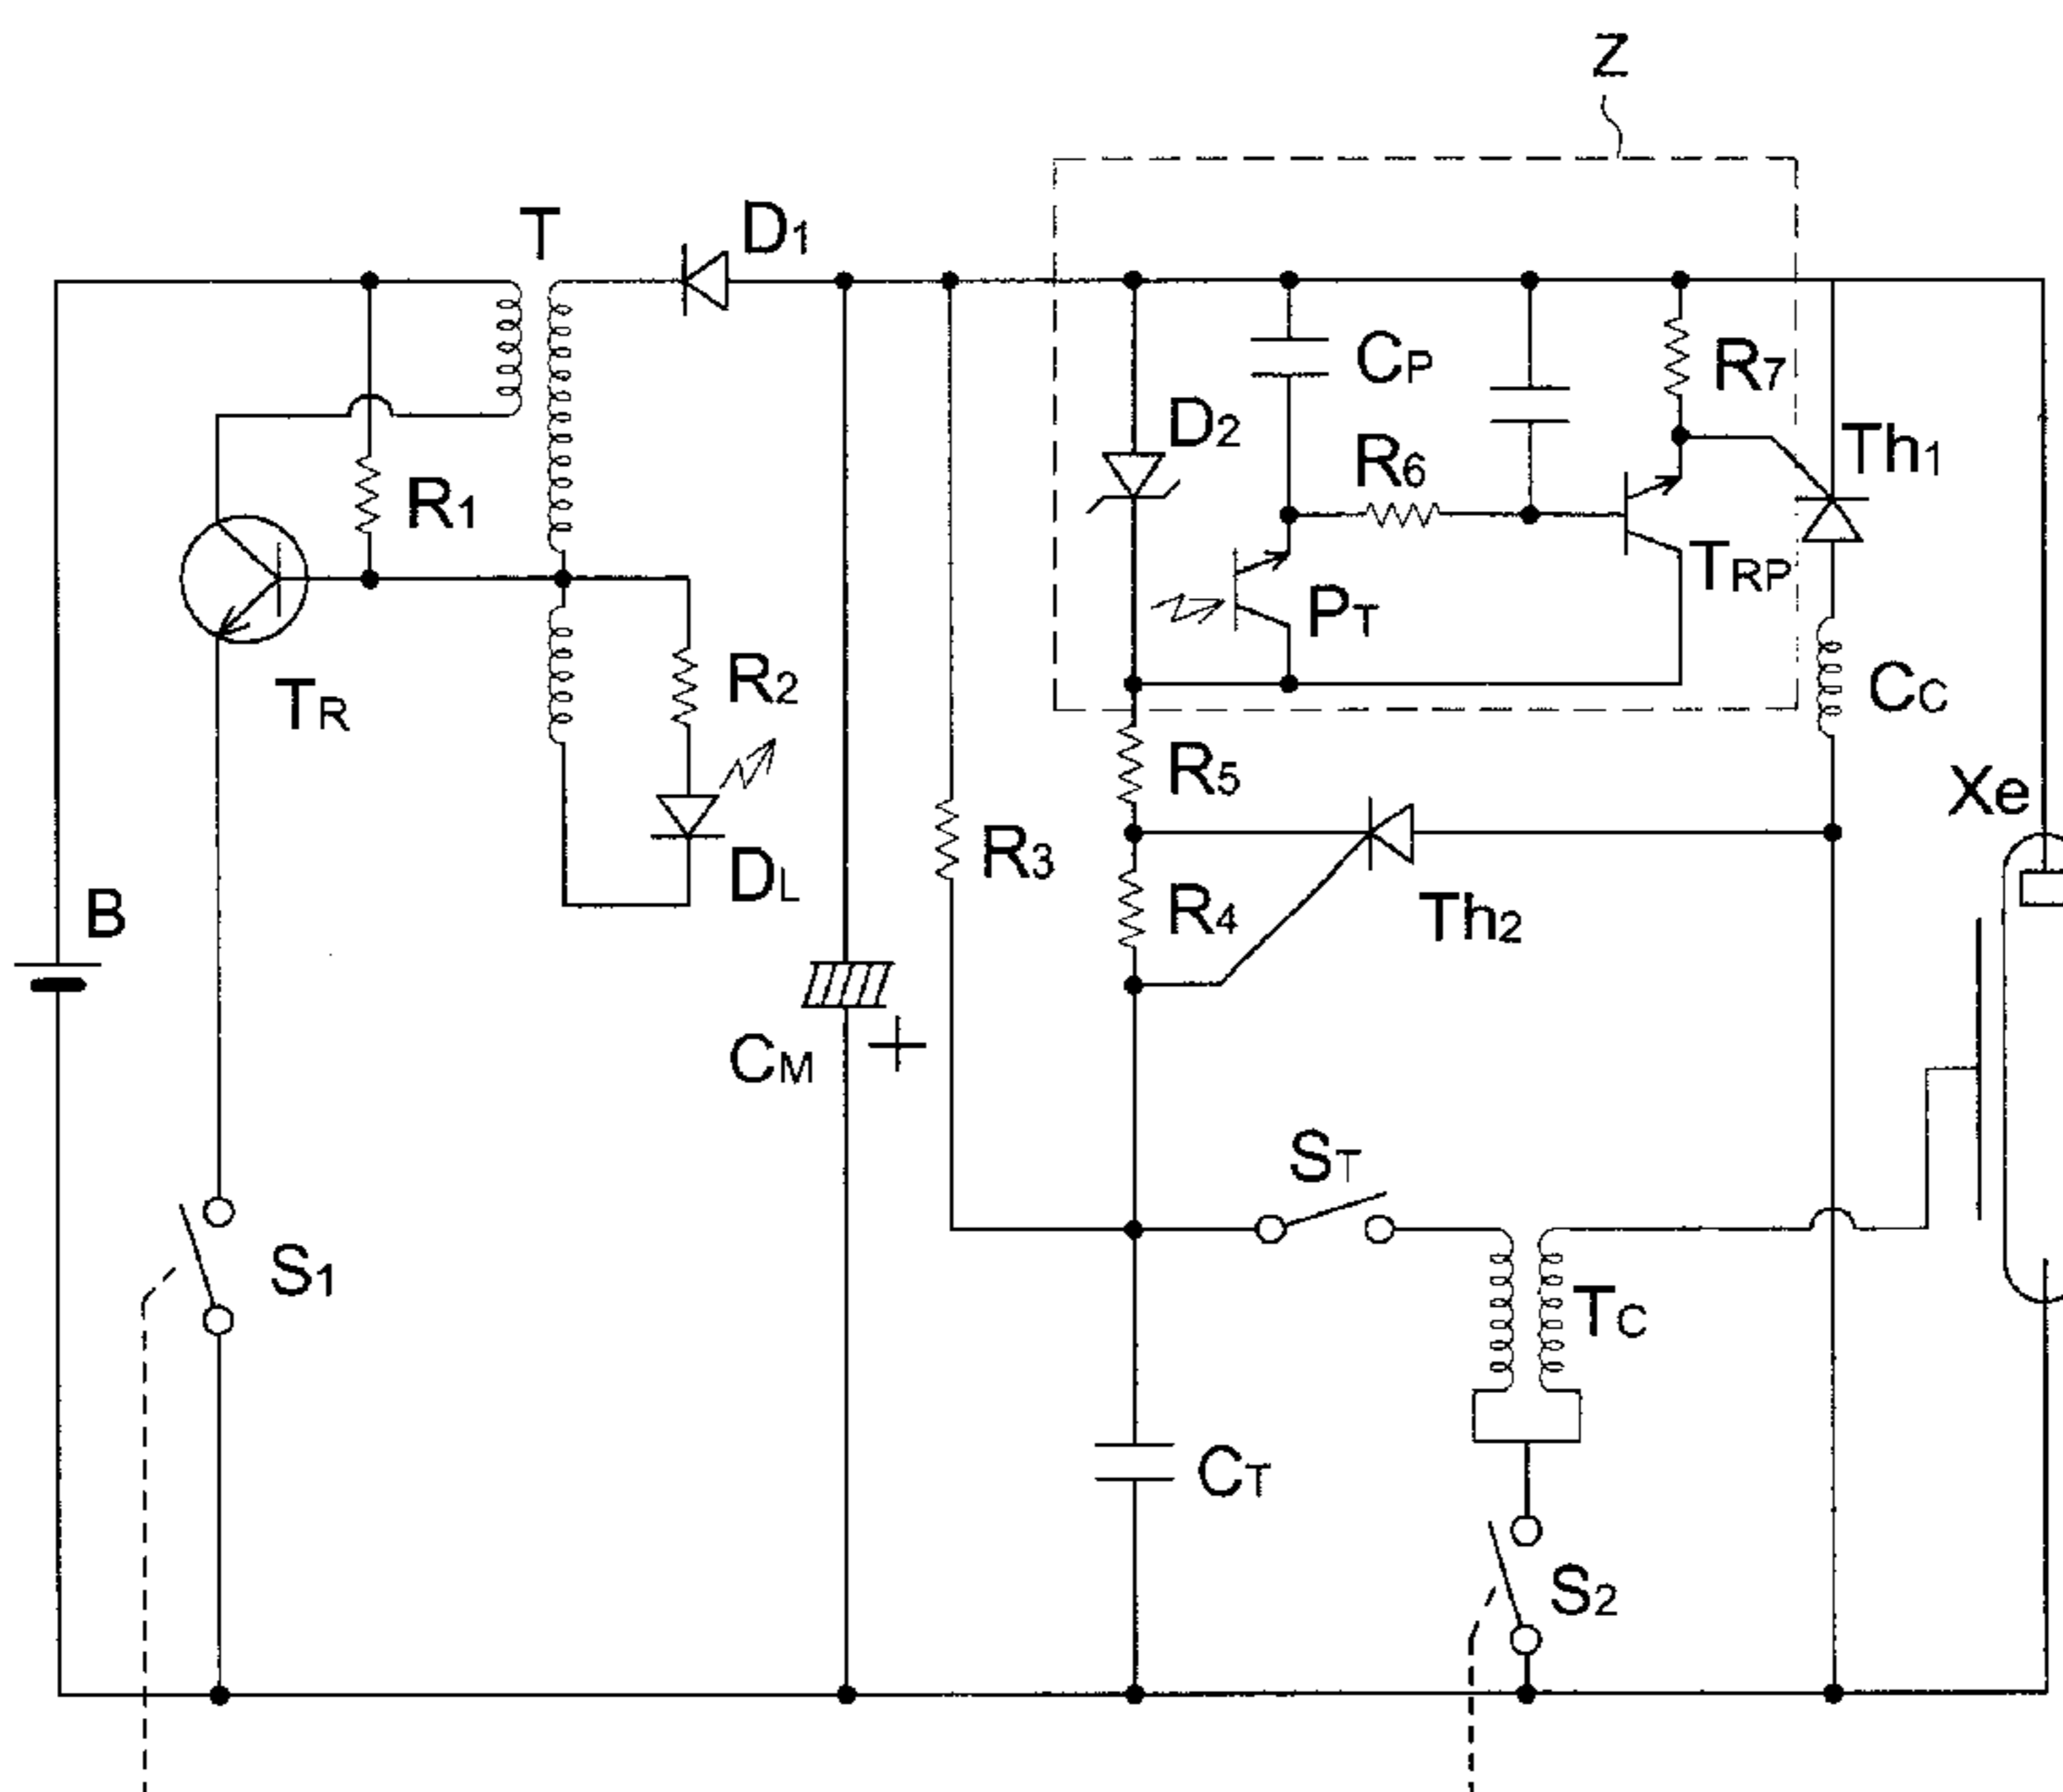 Z
T
D1
CP
R7
D2
R6
Th1
R1
TRP
PT
TR
R2
CC
R5
Xe
R3
DL
B
R4
Th2
CM
+
ST
S1
TC
CT
S2